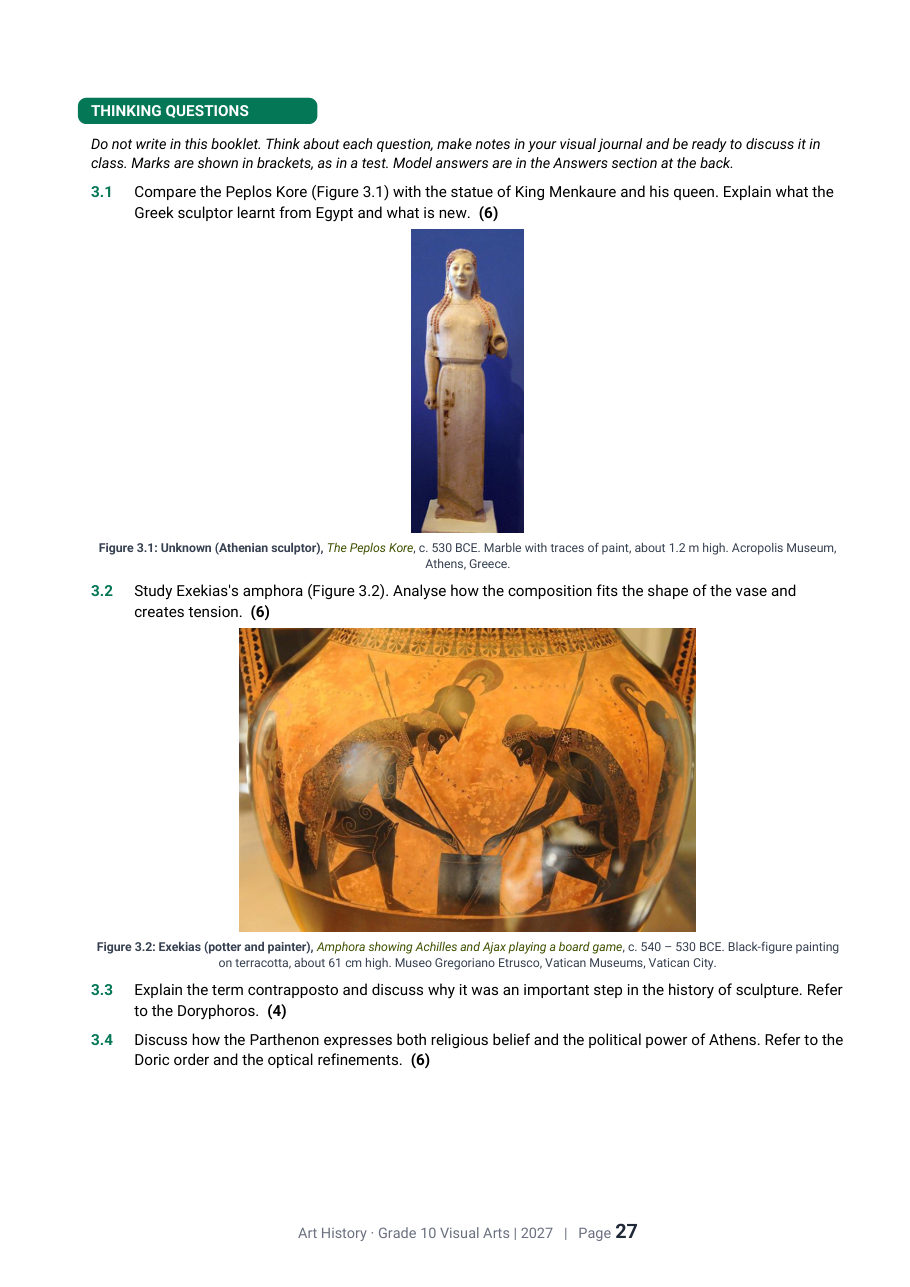 THINKING QUESTIONS
Do not write in this booklet. Think about each question, make notes in your visual journal and be ready to discuss it in
class. Marks are shown in brackets, as in a test. Model answers are in the Answers section at the back.
3.1 Compare the Peplos Kore (Figure 3.1) with the statue of King Menkaure and his queen. Explain what the
Greek sculptor learnt from Egypt and what is new. (6)
Figure 3.1: Unknown (Athenian sculptor), The Peplos Kore, c. 530 BCE. Marble with traces of paint, about 1.2 m high. Acropolis Museum,
Athens, Greece.
3.2 Study Exekias's amphora (Figure 3.2). Analyse how the composition fits the shape of the vase and
creates tension. (6)
Figure 3.2: Exekias (potter and painter), Amphora showing Achilles and Ajax playing a board game, c. 540 – 530 BCE. Black-figure painting
on terracotta, about 61 cm high. Museo Gregoriano Etrusco, Vatican Museums, Vatican City.
3.3 Explain the term contrapposto and discuss why it was an important step in the history of sculpture. Refer
to the Doryphoros. (4)
3.4 Discuss how the Parthenon expresses both religious belief and the political power of Athens. Refer to the
Doric order and the optical refinements. (6)
Art History · Grade 10 Visual Arts | 2027 | Page 27